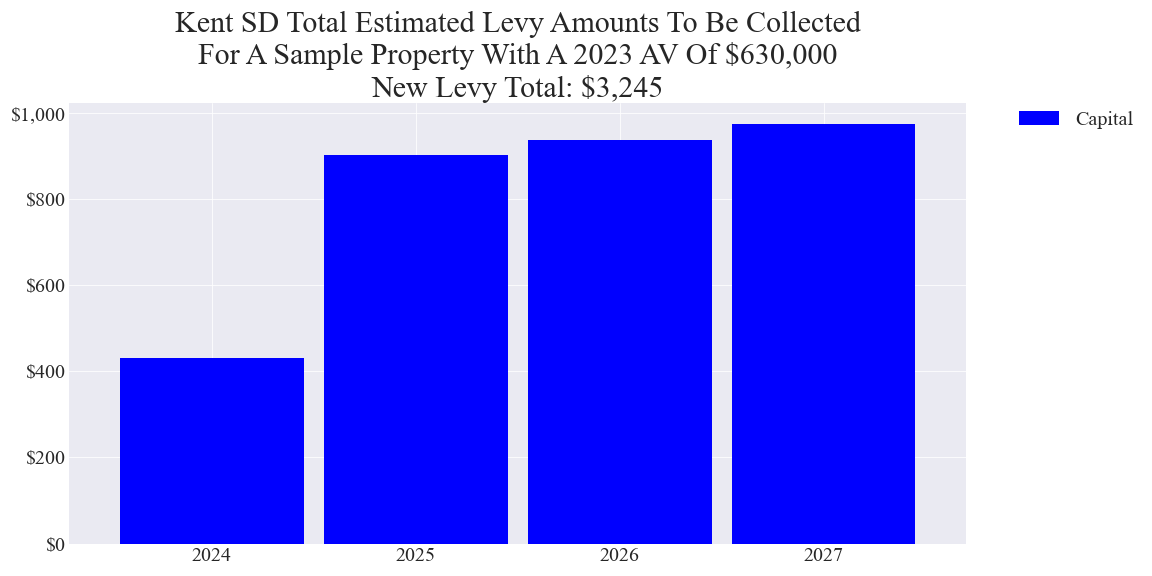 Kent SD Total Estimated Levy Amounts To Be Collected
For A Sample Property With A 2023 AV Of $630,000
New Levy Total: $3,245
$1,000
$800
$600
$400
$200
$0
2024
2025
2026
2027
Capital